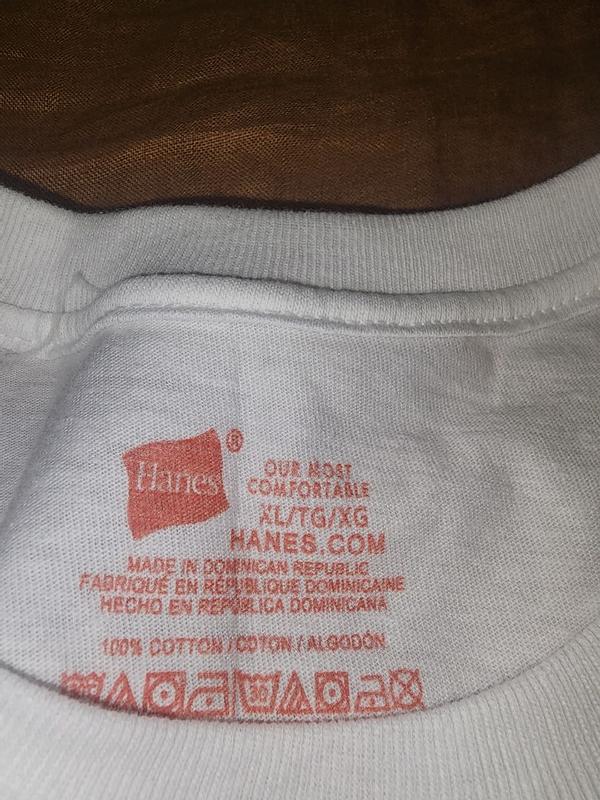 Hanes®
OUR MOST
COMFORTABLE
XL/TG/XG
HANES.COM
MADE IN DOMINICAN REPUBLIC
FABRIQUÉ EN RÉPUBLIQUE DOMINICAINE
HECHO EN REPÚBLICA DOMINICANA
100% COTTON / COTON / ALGODÓN
30